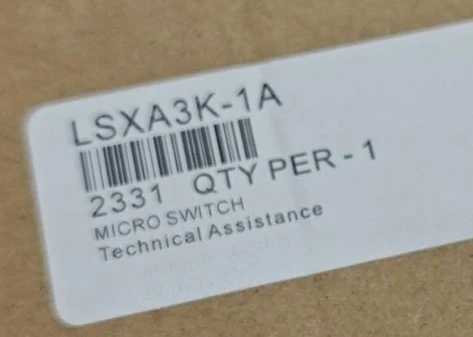 LSXA3K-1A
2331 QTY PER - 1
MICRO SWITCH
Technical Assistance